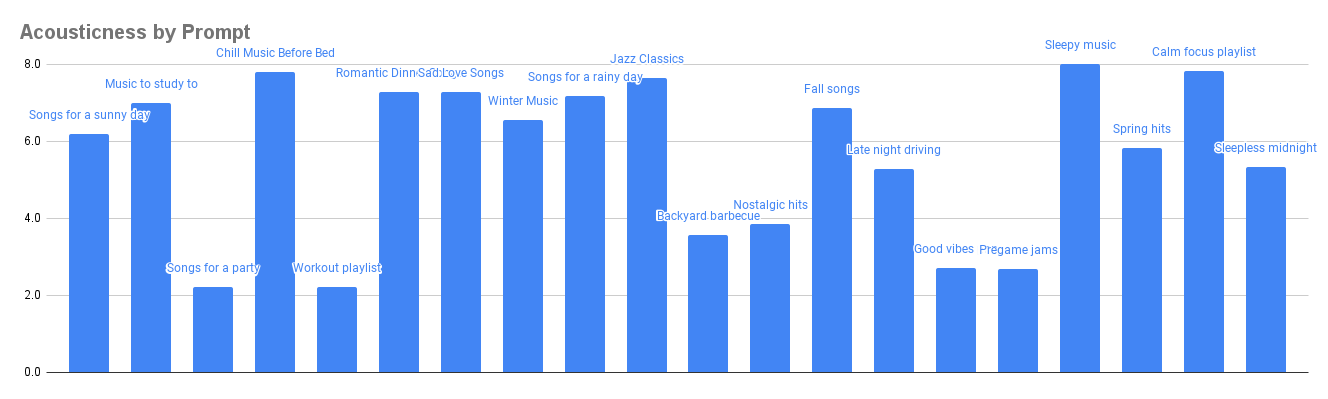 Acousticness by Prompt
8.0
6.0
4.0
2.0
0.0
Songs for a sunny day
Music to study to
Songs for a party
Chill Music Before Bed
Workout playlist
Romantic Dinn
Sad Love Songs
Winter Music
Songs for a rainy day
Jazz Classics
Backyard barbecue
Nostalgic hits
Fall songs
Late night driving
Good vibes
Pregame jams
Sleepy music
Spring hits
Calm focus playlist
Sleepless midnight